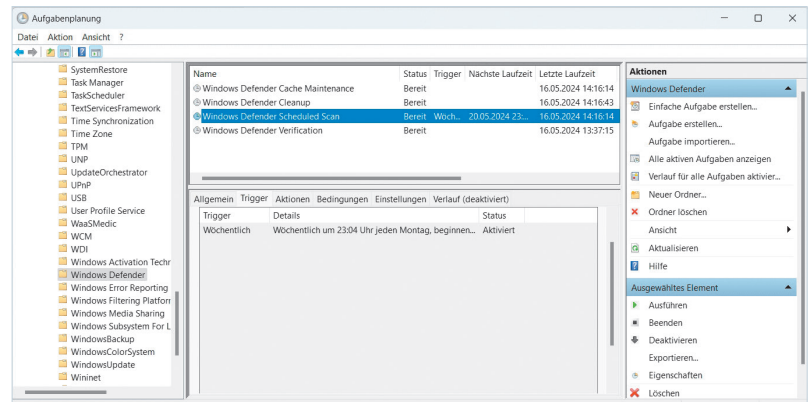 Aufgabenplanung
Datei Aktion Ansicht ?
SystemRestore
Task Manager
TaskScheduler
TextServicesFramework
Time Synchronization
Time Zone
TPM
UNP
UpdateOrchestrator
UPnP
USB
User Profile Service
WaaSMedic
WCM
WDI
Windows Activation Techr
Windows Defender
Windows Error Reporting
Windows Filtering Platforr
Windows Media Sharing
Windows Subsystem For L
WindowsBackup
WindowsColorSystem
WindowsUpdate
Wininet
Name Status Trigger Nächste Laufzeit Letzte Laufzeit
Windows Defender Cache Maintenance Bereit 16.05.2024 14:16:14
Windows Defender Cleanup Bereit 16.05.2024 14:16:43
Windows Defender Scheduled Scan Bereit Wöch... 20.05.2024 23:... 16.05.2024 14:16:14
Windows Defender Verification Bereit 16.05.2024 13:37:15
Allgemein Trigger Aktionen Bedingungen Einstellungen Verlauf (deaktiviert)
Trigger Details Status
Wöchentlich Wöchentlich um 23:04 Uhr jeden Montag, beginnen... Aktiviert
Aktionen
Windows Defender
Einfache Aufgabe erstellen...
Aufgabe erstellen...
Aufgabe importieren...
Alle aktiven Aufgaben anzeigen
Verlauf für alle Aufgaben aktivier...
Neuer Ordner...
Ordner löschen
Ansicht
Aktualisieren
Hilfe
Ausgewähltes Element
Ausführen
Beenden
Deaktivieren
Exportieren...
Eigenschaften
Löschen